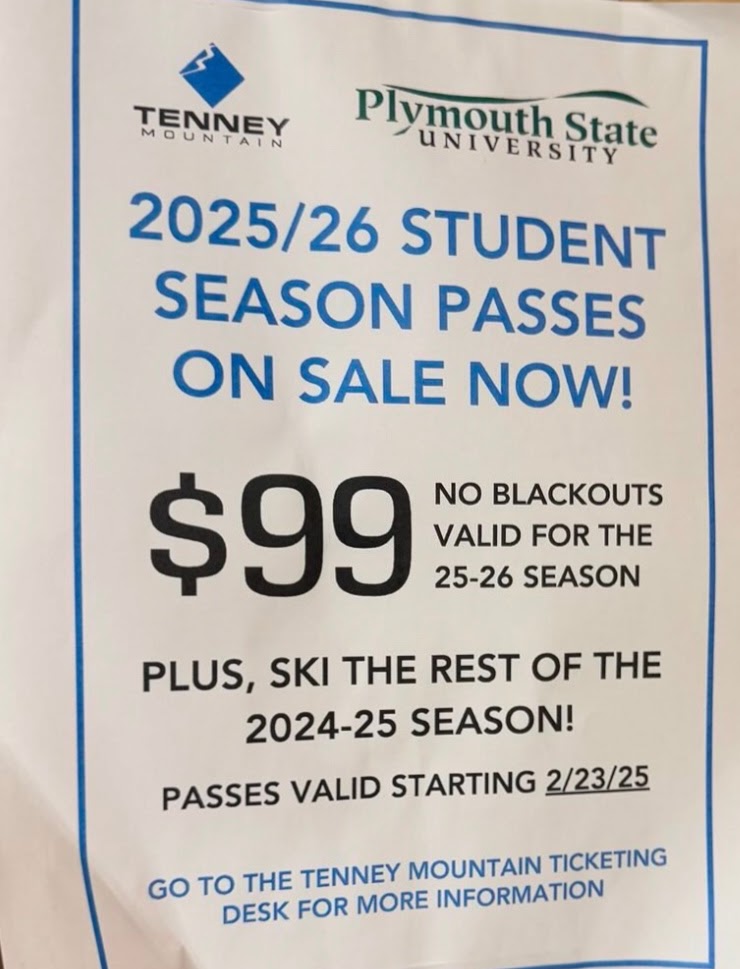 TENNEY
MOUNTAIN
Plymouth State
UNIVERSITY
2025/26 STUDENT
SEASON PASSES
ON SALE NOW!
$99
NO BLACKOUTS
VALID FOR THE
25-26 SEASON
PLUS, SKI THE REST OF THE
2024-25 SEASON!
PASSES VALID STARTING 2/23/25
GO TO THE TENNEY MOUNTAIN TICKETING
DESK FOR MORE INFORMATION